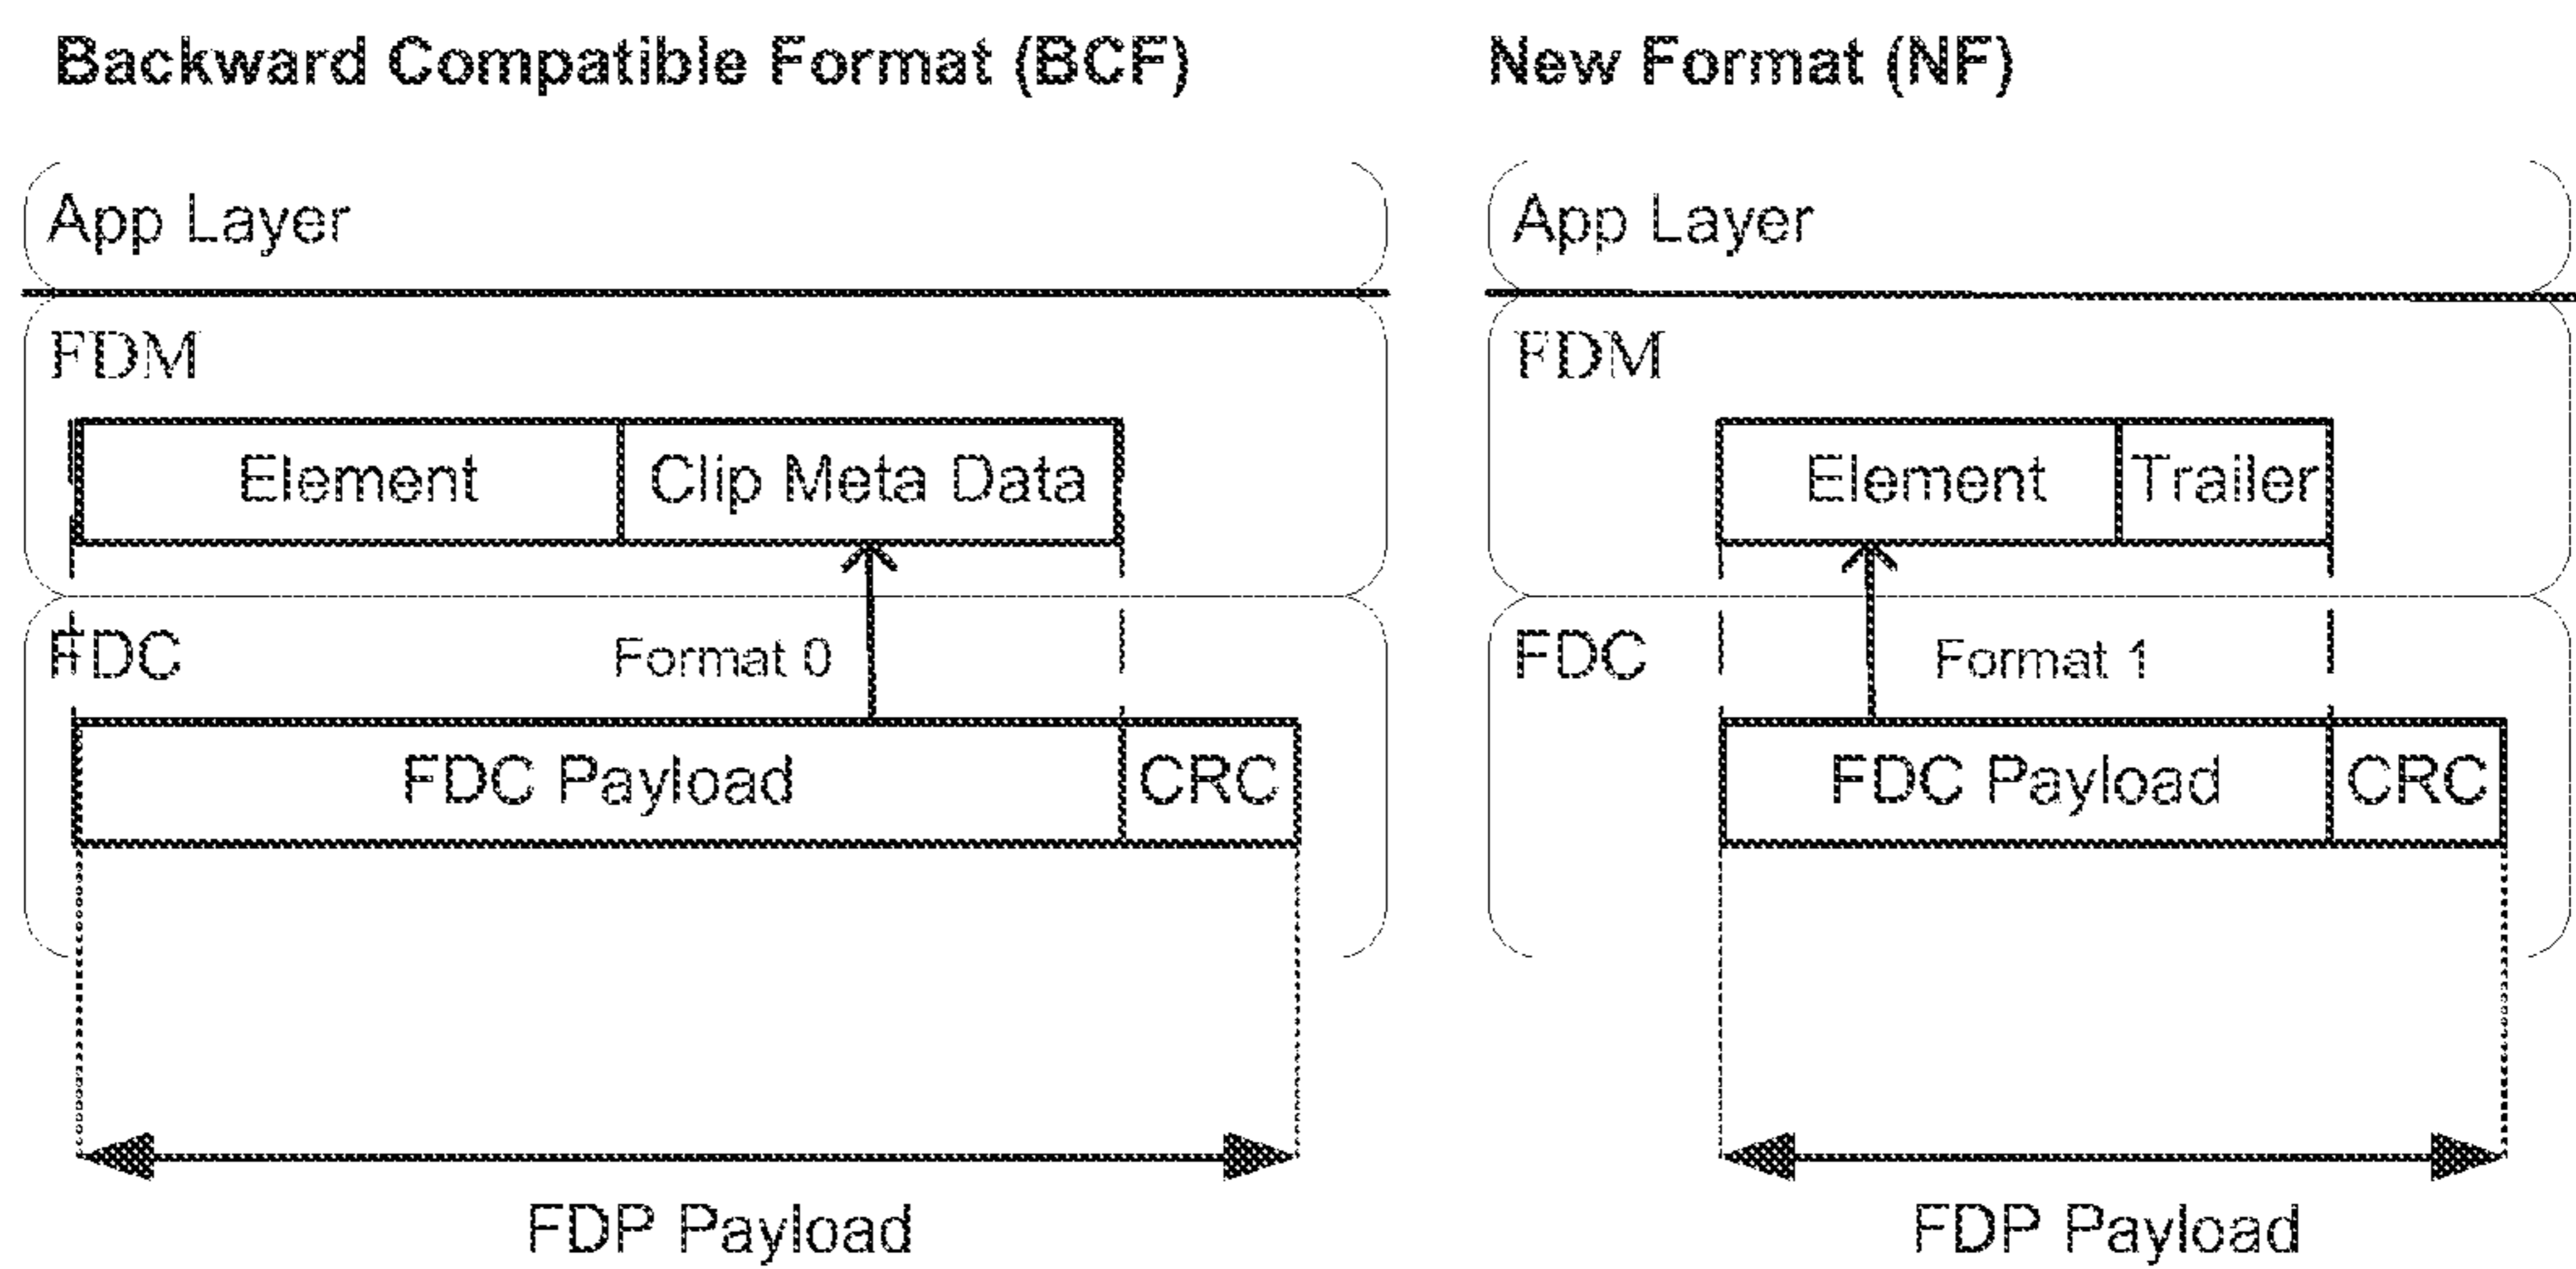 Backward Compatible Format (BCF)
App Layer
FDM
Element
Clip Meta Data
FDC
Format 0
FDC Payload
CRC
FDP Payload
New Format (NF)
App Layer
FDM
Element
Trailer
FDC
Format 1
FDC Payload
CRC
FDP Payload